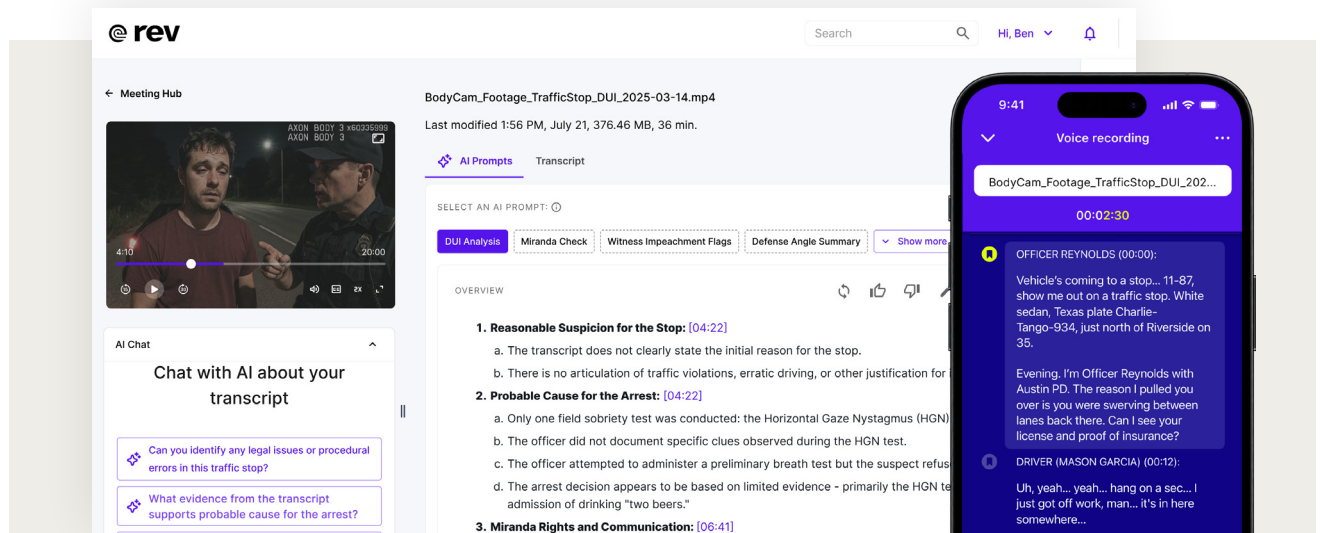 rev
Search
Hi, Ben
Meeting Hub
AXON BODY 3 X60335999
AXON BODY 3
4:10
20:00
AI Chat
Chat with AI about your
transcript
Can you identify any legal issues or procedural
errors in this traffic stop?
What evidence from the transcript
supports probable cause for the arrest?
BodyCam_Footage_TrafficStop_DUI_2025-03-14.mp4
Last modified 1:56 PM, July 21, 376.46 MB, 36 min.
AI Prompts
Transcript
SELECT AN AI PROMPT:
DUI Analysis
Miranda Check
Witness Impeachment Flags
Defense Angle Summary
Show more
OVERVIEW
1. Reasonable Suspicion for the Stop: [04:22]
a. The transcript does not clearly state the initial reason for the stop.
b. There is no articulation of traffic violations, erratic driving, or other justification for
2. Probable Cause for the Arrest: [04:22]
a. Only one field sobriety test was conducted: the Horizontal Gaze Nystagmus (HGN)
b. The officer did not document specific clues observed during the HGN test.
c. The officer attempted to administer a preliminary breath test but the suspect refus
d. The arrest decision appears to be based on limited evidence - primarily the HGN te
admission of drinking "two beers."
3. Miranda Rights and Communication: [06:41]
9:41
Voice recording
BodyCam_Footage_TrafficStop_DUI_202...
00:02:30
OFFICER REYNOLDS (00:00):
Vehicle's coming to a stop... 11-87,
show me out on a traffic stop. White
sedan, Texas plate Charlie-
Tango-934, just north of Riverside on
35.
Evening. I'm Officer Reynolds with
Austin PD. The reason I pulled you
over is you were swerving between
lanes back there. Can I see your
license and proof of insurance?
DRIVER (MASON GARCIA) (00:12):
Uh, yeah... yeah... hang on a sec... I
just got off work, man... it's in here
somewhere...